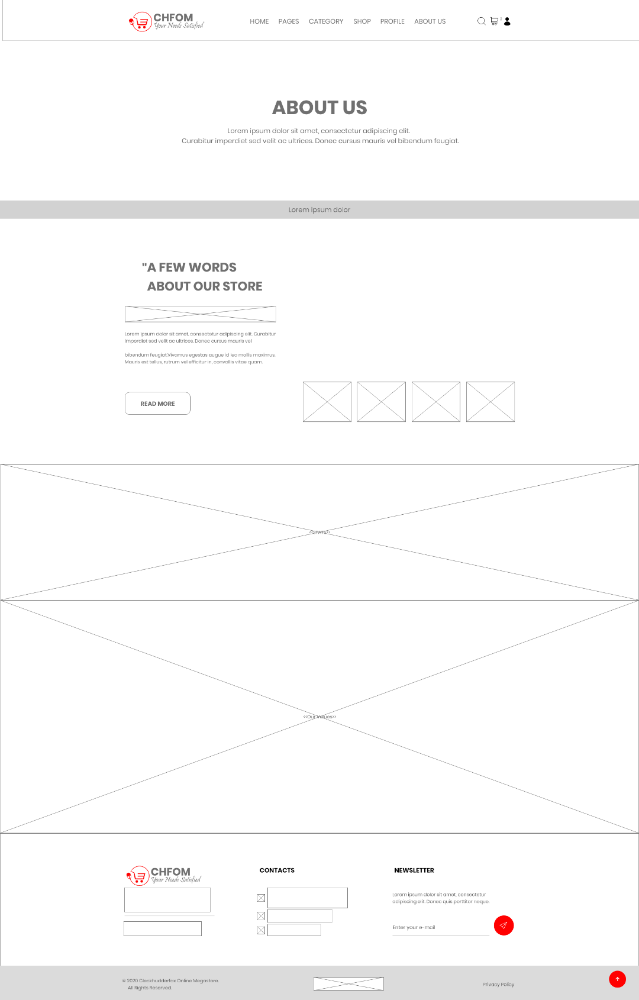 CHFOM
Your Needs Satisfied
HOME PAGES CATEGORY SHOP PROFILE ABOUT US
2
ABOUT US
Lorem ipsum dolor sit amet, consectetur adipiscing elit.
Curabitur imperdiet sed velit ac ultrices. Donec cursus mauris vel bibendum feugiat.
Lorem ipsum dolor
"A FEW WORDS
ABOUT OUR STORE
Lorem ipsum dolor sit amet, consectetur adipiscing elit. Curabitur
imperdiet sed velit ac ultrices. Donec cursus mauris vel
bibendum feugiat.Vivamus egestas augue id leo mollis maximus.
Mauris est tellus, rutrum vel efficitur in, convallis vitae quam.
READ MORE
<<STATS>>
<<Our Values>>
CHFOM
Your Needs Satisfied
CONTACTS
NEWSLETTER
Lorem ipsum dolor sit amet, consectetur
adipiscing elit. Donec quis porttitor neque.
Enter your e-mail
© 2020 Cleckhudderfax Online Megastore.
All Rights Reserved.
Privacy Policy